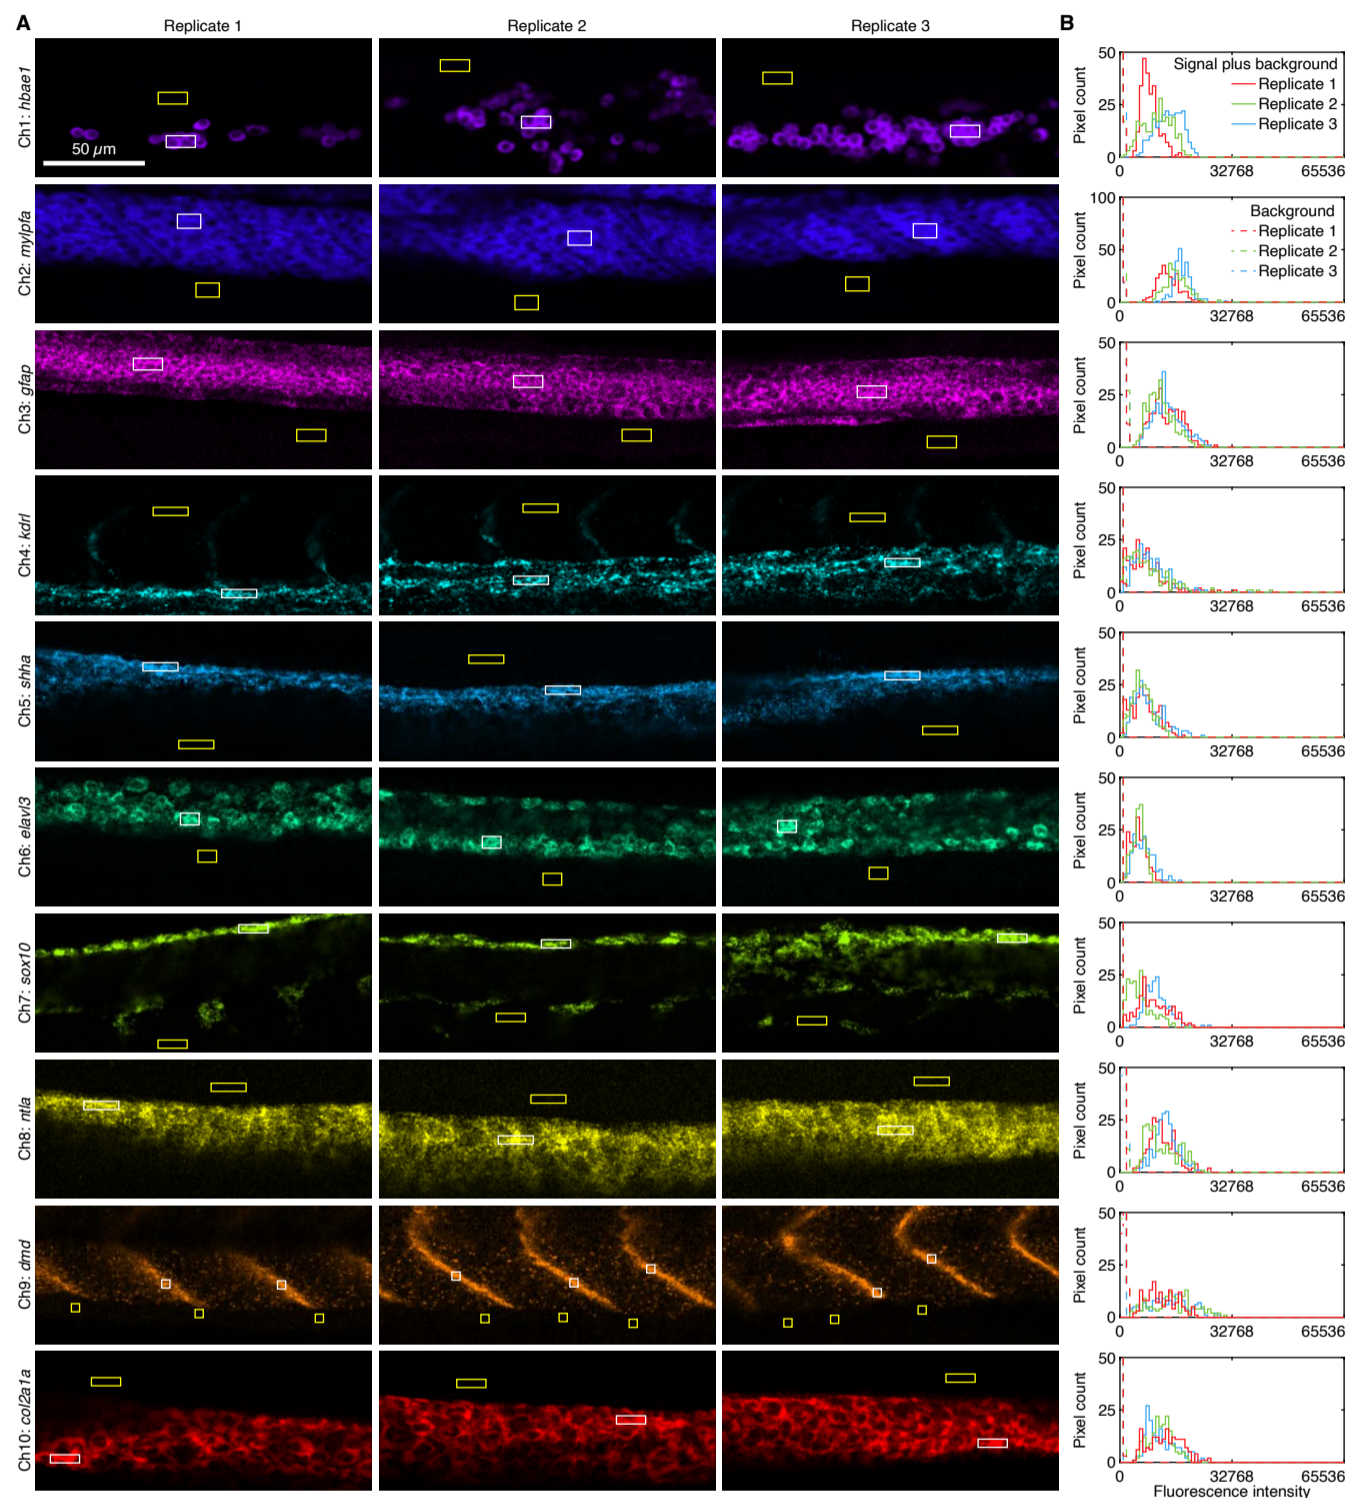 A
Replicate 1
Replicate 2
Replicate 3
B
Ch1: hbae1
50 µm
Ch2: mylpfa
Ch3: gfap
Ch4: kdrl
Ch5: shha
Ch6: elavl3
Ch7: sox10
Ch8: ntla
Ch9: dmd
Ch10: col2a1a
50
Signal plus background
Replicate 1
25
Replicate 2
Replicate 3
Pixel count
0
0 32768 65536
100
Background
Replicate 1
50
Replicate 2
Replicate 3
Pixel count
0
0 32768 65536
50
25
Pixel count
0
0 32768 65536
50
25
Pixel count
0
0 32768 65536
50
25
Pixel count
0
0 32768 65536
50
25
Pixel count
0
0 32768 65536
50
25
Pixel count
0
0 32768 65536
50
25
Pixel count
0
0 32768 65536
50
25
Pixel count
0
0 32768 65536
50
25
Pixel count
0
0 32768 65536
Fluorescence intensity